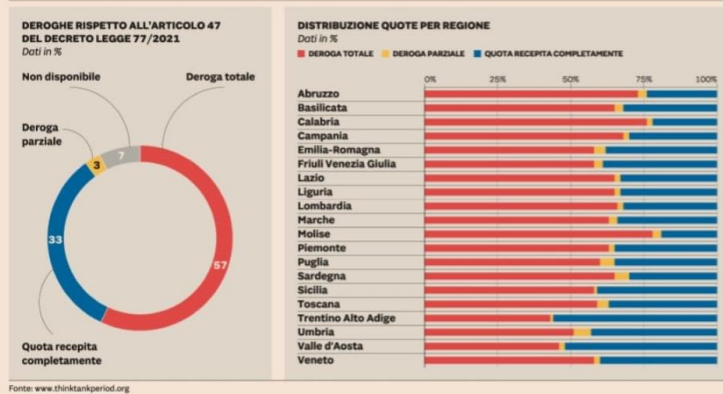 DEROGHE RISPETTO ALL'ARTICOLO 47
DEL DECRETO LEGGE 77/2021
Dati in %
Non disponibile
Deroga totale
Deroga
parziale
3
7
33
57
Quota recepita
completamente
DISTRIBUZIONE QUOTE PER REGIONE
Dati in %
DEROGA TOTALE DEROGA PARZIALE QUOTA RECEPITA COMPLETAMENTE
0% 25% 50% 75% 100%
Abruzzo
Basilicata
Calabria
Campania
Emilia-Romagna
Friuli Venezia Giulia
Lazio
Liguria
Lombardia
Marche
Molise
Piemonte
Puglia
Sardegna
Sicilia
Toscana
Trentino Alto Adige
Umbria
Valle d'Aosta
Veneto
Fonte: www.thinktankperiod.org